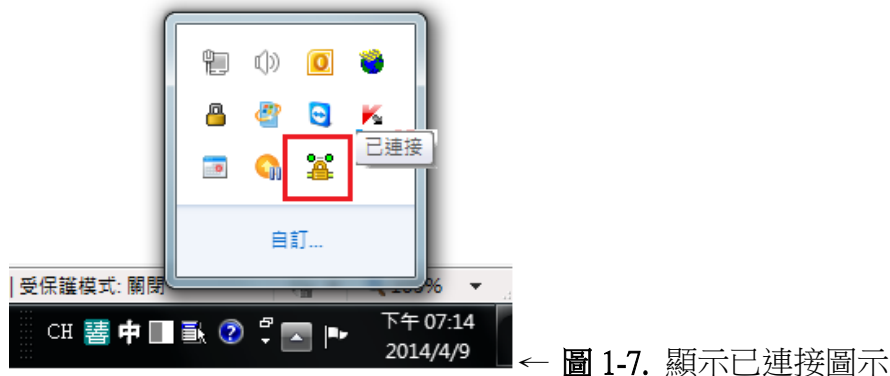 已連接
自訂...
| 受保護模式: 關閉
CH 中
下午 07:14
2014/4/9
← 圖 1-7. 顯示已連接圖示